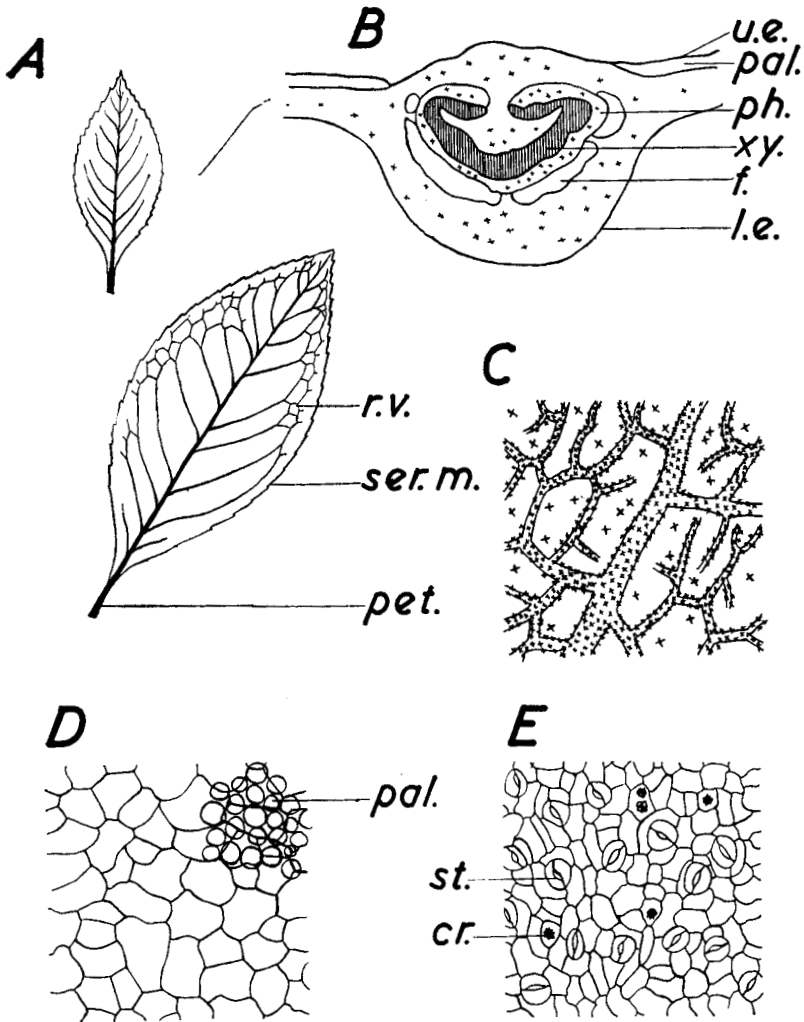 A
B
u.e.
pal.
ph.
xy.
f.
l.e.
r.v.
ser. m.
pet.
C
D
pal.
E
st.
cr.